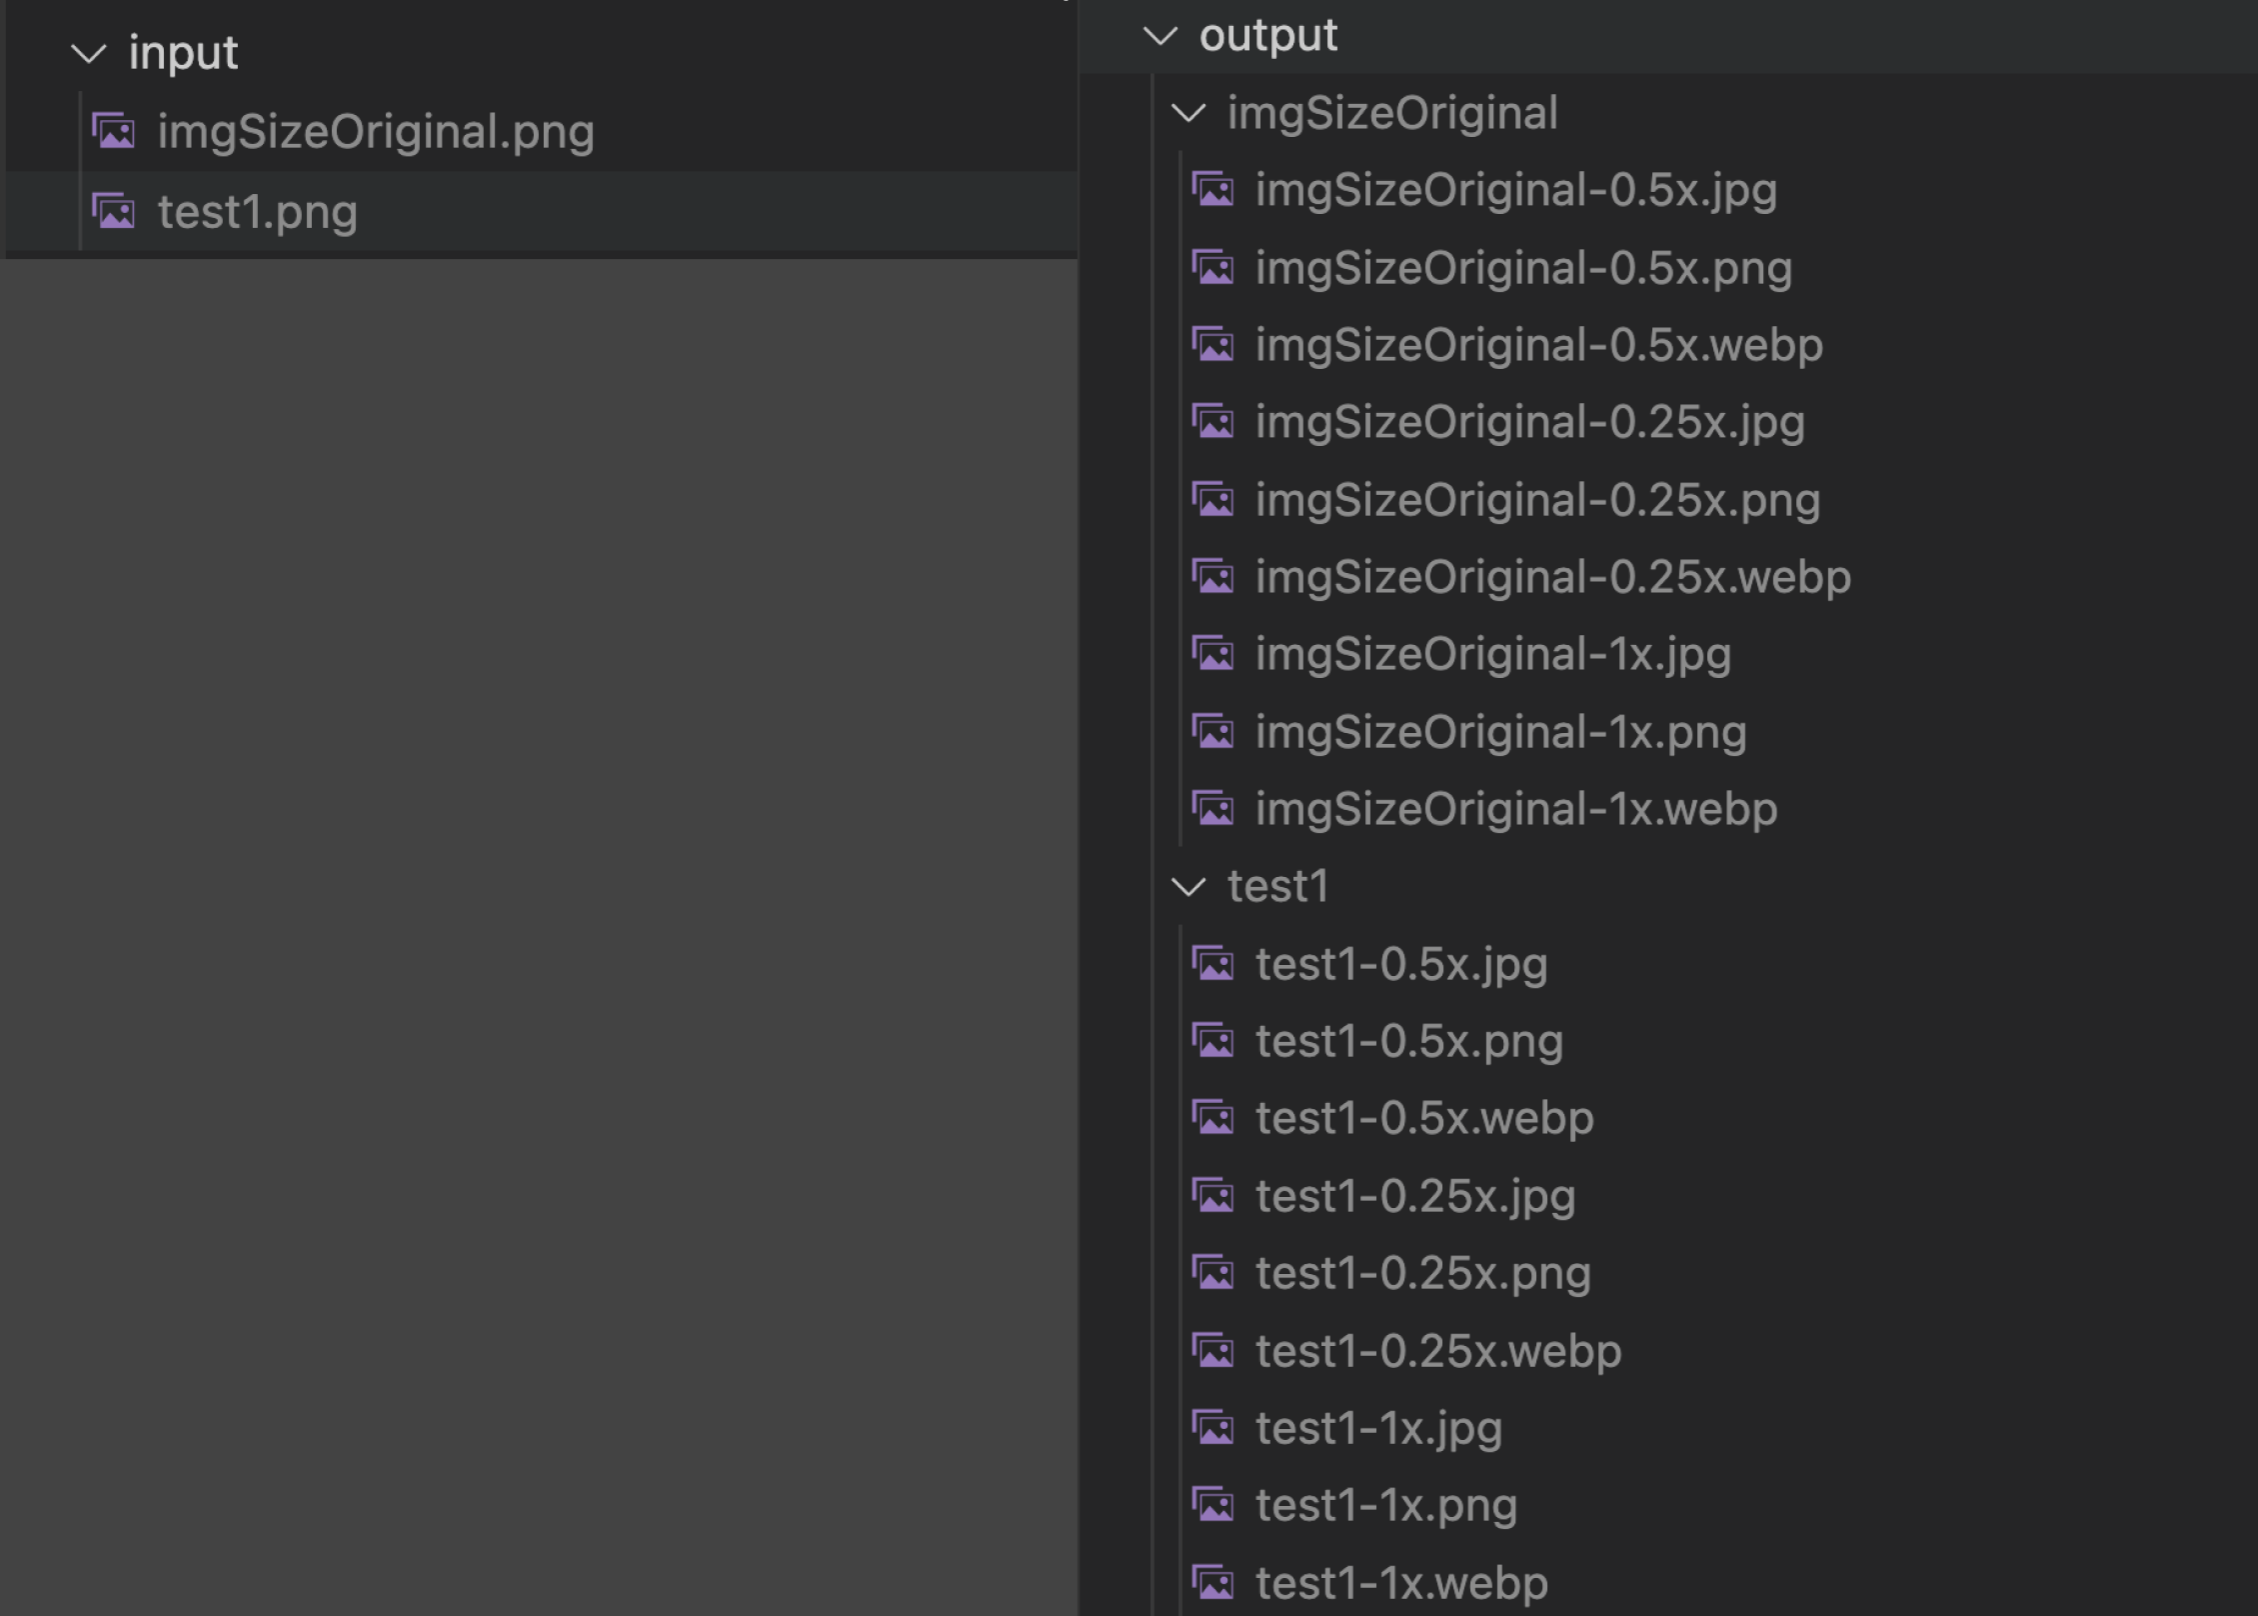 input
imgSizeOriginal.png
test1.png
output
imgSizeOriginal
imgSizeOriginal-0.5x.jpg
imgSizeOriginal-0.5x.png
imgSizeOriginal-0.5x.webp
imgSizeOriginal-0.25x.jpg
imgSizeOriginal-0.25x.png
imgSizeOriginal-0.25x.webp
imgSizeOriginal-1x.jpg
imgSizeOriginal-1x.png
imgSizeOriginal-1x.webp
test1
test1-0.5x.jpg
test1-0.5x.png
test1-0.5x.webp
test1-0.25x.jpg
test1-0.25x.png
test1-0.25x.webp
test1-1x.jpg
test1-1x.png
test1-1x.webp